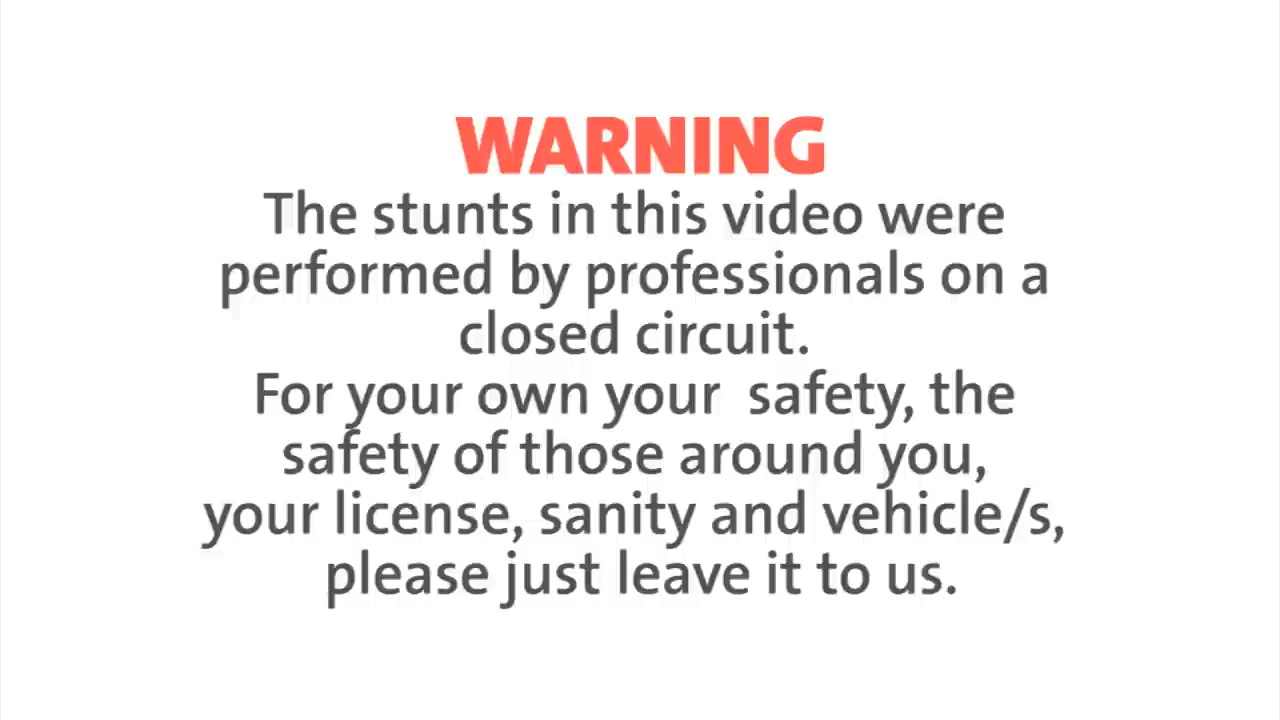 WARNING
The stunts in this video were
performed by professionals on a
closed circuit.
For your own your  safety, the
safety of those around you,
your license, sanity and vehicle/s,
please just leave it to us.